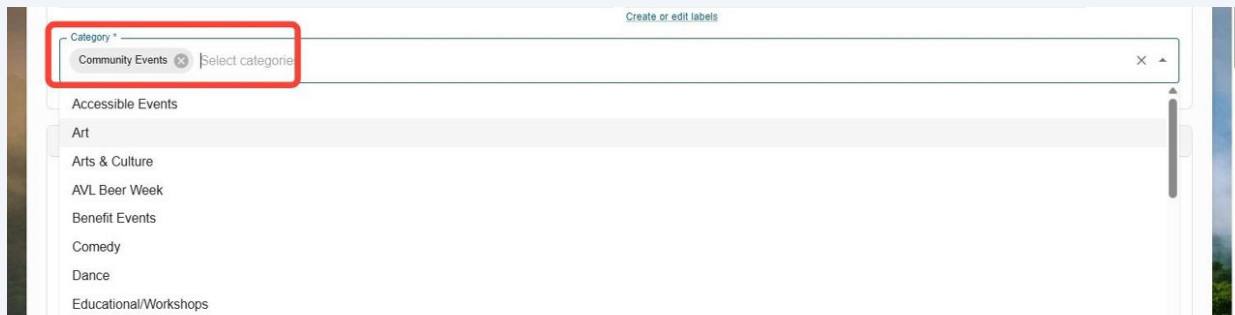 Create or edit labels
Category *
Community Events Select categorie
Accessible Events
Art
Arts & Culture
AVL Beer Week
Benefit Events
Comedy
Dance
Educational/Workshops